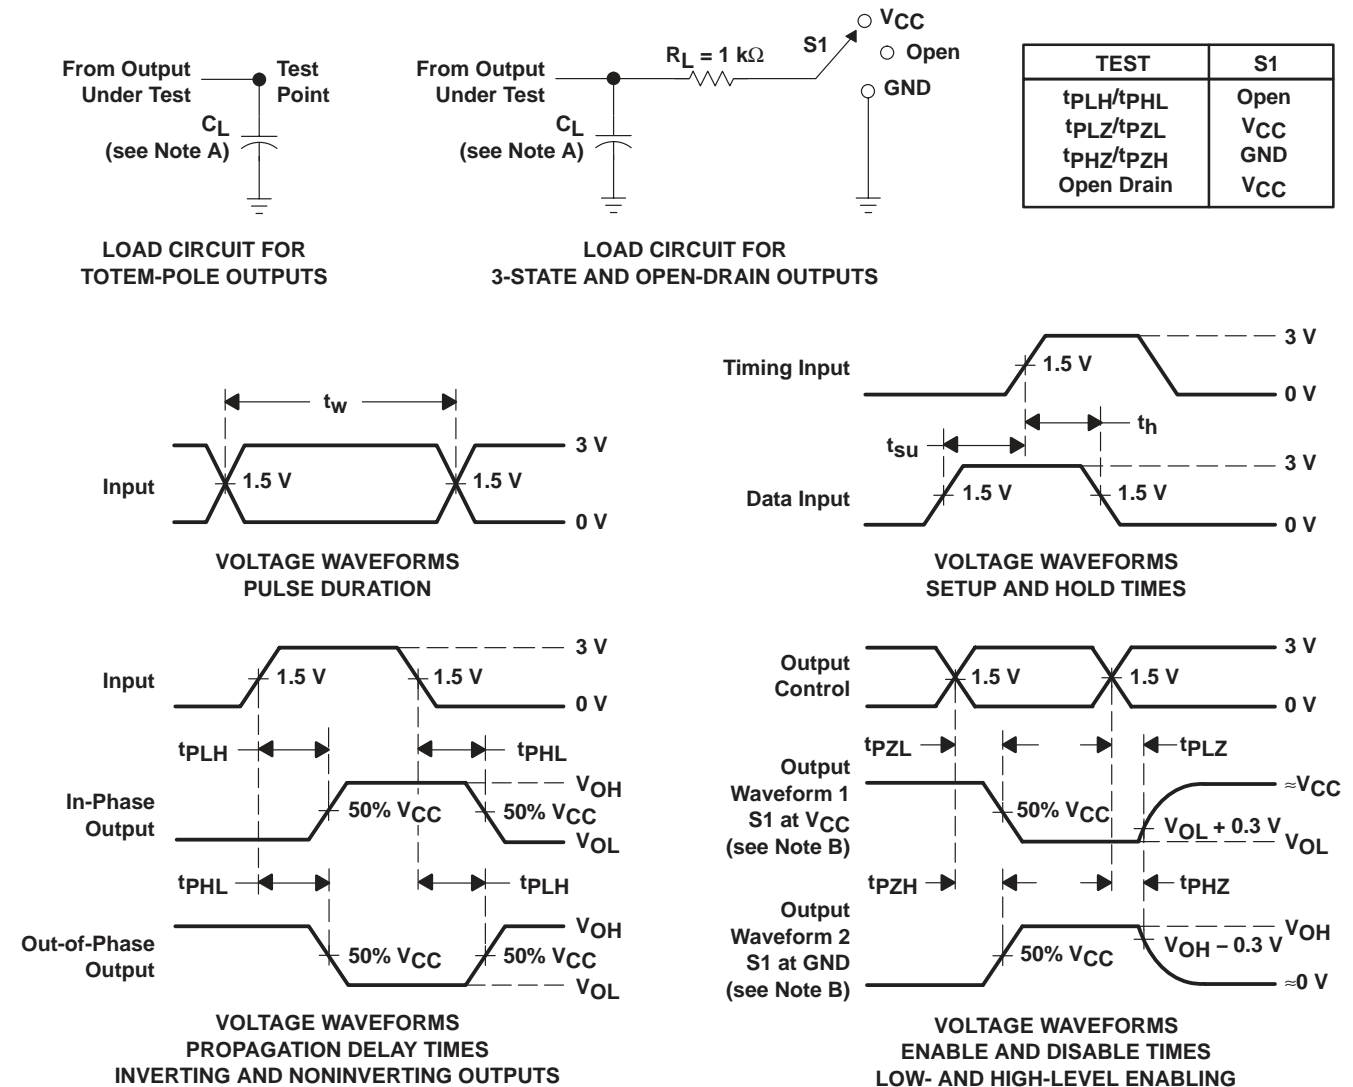 From Output
Under Test
Test
Point
CL
(see Note A)
LOAD CIRCUIT FOR
TOTEM-POLE OUTPUTS
From Output
Under Test
RL = 1 kΩ
S1
VCC
Open
GND
CL
(see Note A)
LOAD CIRCUIT FOR
3-STATE AND OPEN-DRAIN OUTPUTS
TEST S1
tPLH/tPHL Open
tPLZ/tPZL VCC
tPHZ/tPZH GND
Open Drain VCC
tw
Input
1.5 V
1.5 V
3 V
0 V
VOLTAGE WAVEFORMS
PULSE DURATION
Timing Input
1.5 V
3 V
0 V
th
tsu
Data Input
1.5 V
1.5 V
3 V
0 V
VOLTAGE WAVEFORMS
SETUP AND HOLD TIMES
Input
1.5 V
1.5 V
3 V
0 V
tPLH
tPHL
In-Phase
Output
50% VCC
50% VCC
VOH
VOL
tPHL
tPLH
Out-of-Phase
Output
50% VCC
50% VCC
VOH
VOL
VOLTAGE WAVEFORMS
PROPAGATION DELAY TIMES
INVERTING AND NONINVERTING OUTPUTS
Output
Control
1.5 V
1.5 V
3 V
0 V
tPZL
tPLZ
Output
Waveform 1
S1 at VCC
(see Note B)
50% VCC
VOL + 0.3 V
≈VCC
VOL
tPZH
tPHZ
Output
Waveform 2
S1 at GND
(see Note B)
50% VCC
VOH − 0.3 V
VOH
≈0 V
VOLTAGE WAVEFORMS
ENABLE AND DISABLE TIMES
LOW- AND HIGH-LEVEL ENABLING